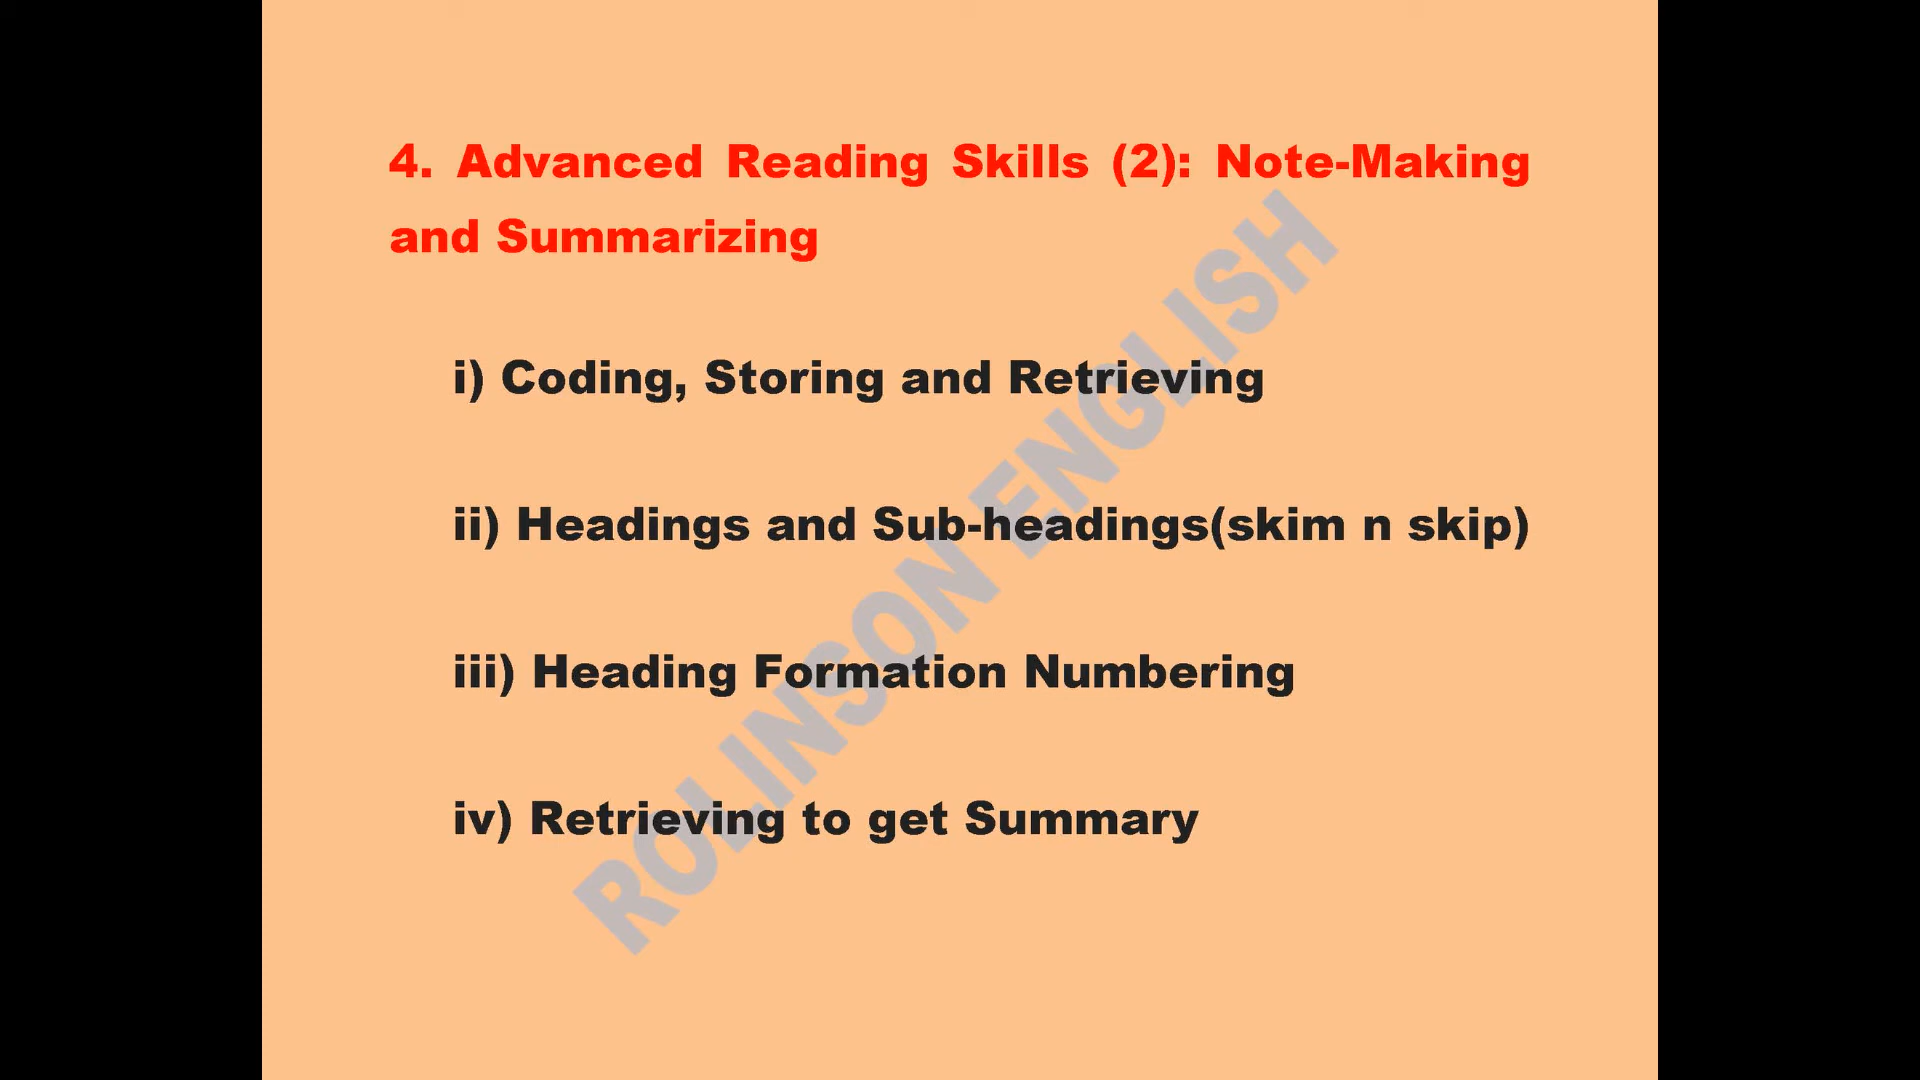 4. Advanced Reading Skills (2): Note-Making
and Summarizing
i) Coding, Storing and Retrieving
ii) Headings and Sub-headings(skim n skip)
iii) Heading Formation Numbering
iv) Retrieving to get Summary
ROLINSON ENGLISH